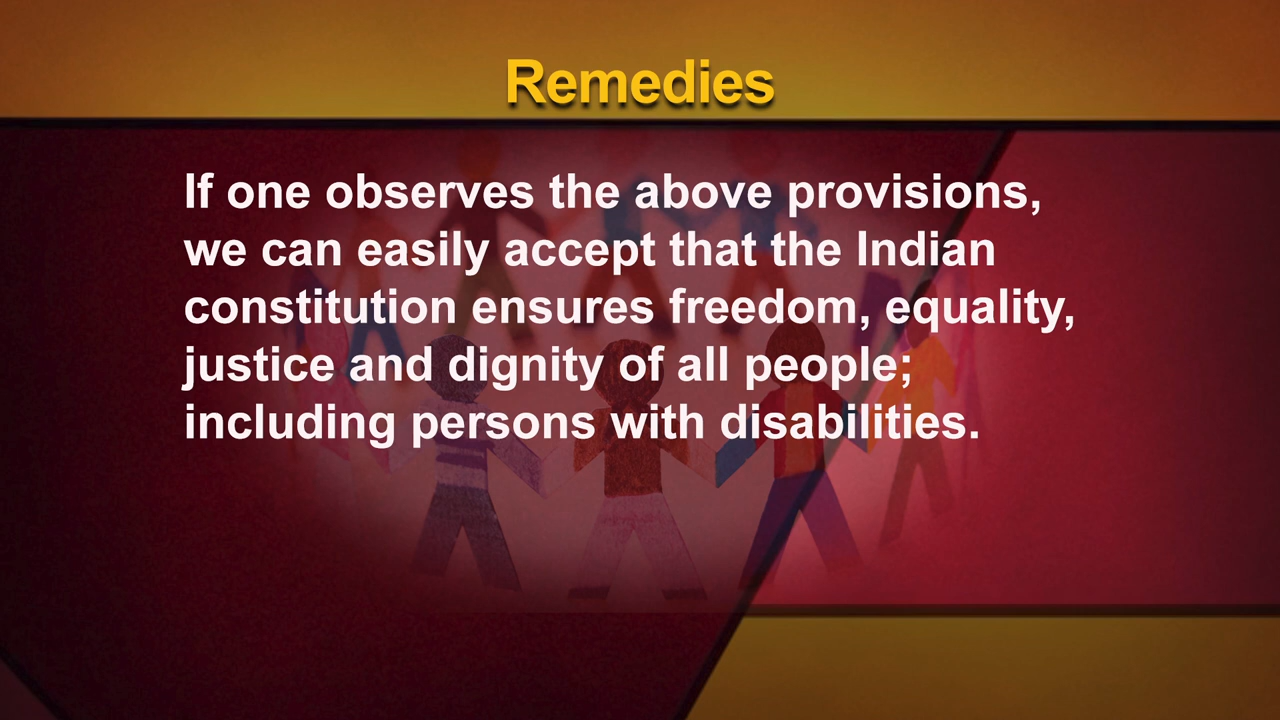 Remedies
If one observes the above provisions,
we can easily accept that the Indian
constitution ensures freedom, equality,
justice and dignity of all people;
including persons with disabilities.